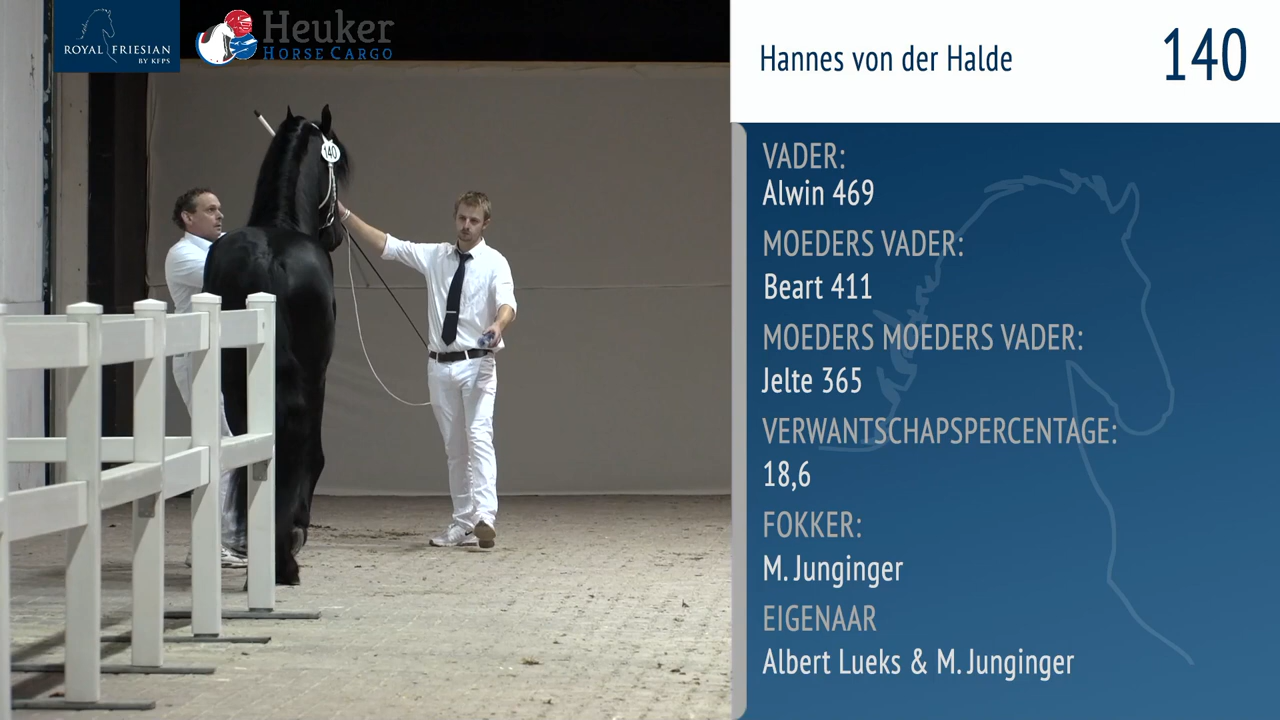 ROYAL FRIESIAN
BY KFPS
Heuker
HORSE CARGO
140
Hannes von der Halde
140
VADER:
Alwin 469
MOEDERS VADER:
Beart 411
MOEDERS MOEDERS VADER:
Jelte 365
VERWANTSCHAPSPERCENTAGE:
18,6
FOKKER:
M. Junginger
EIGENAAR
Albert Lueks & M. Junginger